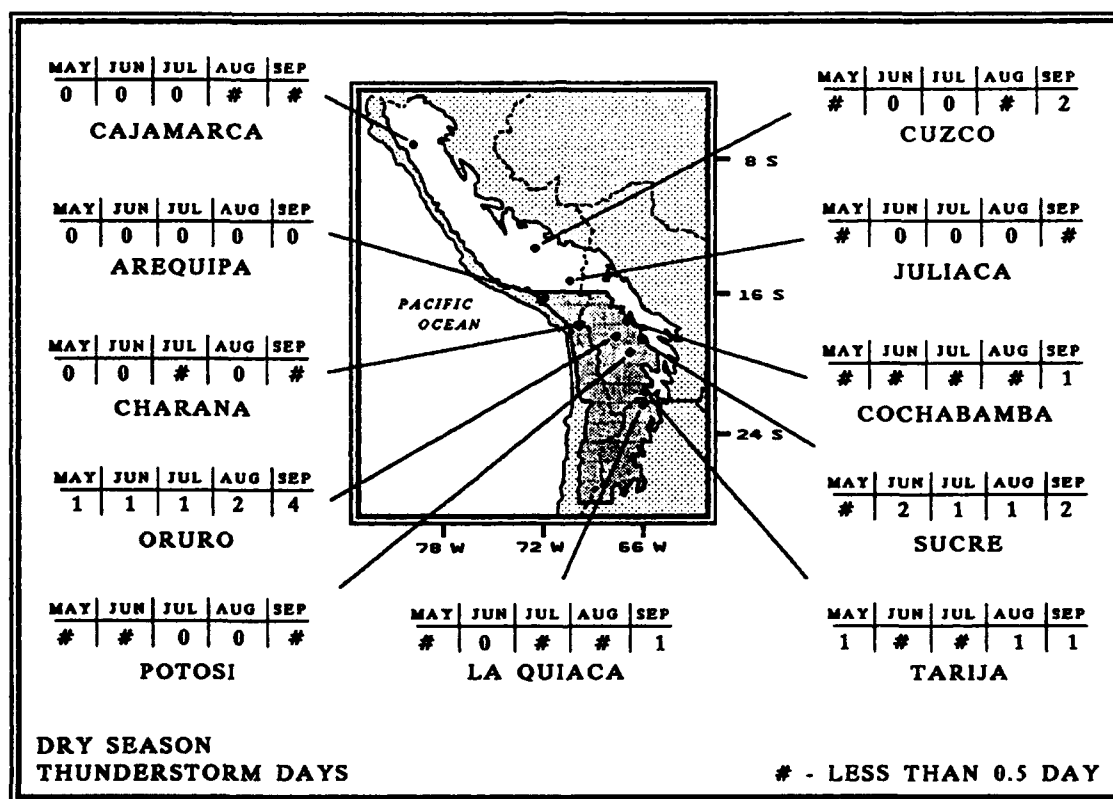 MAY JUN JUL AUG SEP
0 0 0 # #
CAJAMARCA
MAY JUN JUL AUG SEP
0 0 0 0 0
AREQUIPA
MAY JUN JUL AUG SEP
0 0 # 0 #
CHARANA
MAY JUN JUL AUG SEP
1 1 1 2 4
ORURO
MAY JUN JUL AUG SEP
# # 0 0 #
POTOSI
PACIFIC
OCEAN
8 S
16 S
24 S
78 W 72 W 66 W
MAY JUN JUL AUG SEP
# 0 # # 1
LA QUIACA
MAY JUN JUL AUG SEP
# 0 0 # 2
CUZCO
MAY JUN JUL AUG SEP
# 0 0 0 #
JULIACA
MAY JUN JUL AUG SEP
# # # # 1
COCHABAMBA
MAY JUN JUL AUG SEP
# 2 1 1 2
SUCRE
MAY JUN JUL AUG SEP
1 # # 1 1
TARIJA
DRY SEASON
THUNDERSTORM DAYS
# - LESS THAN 0.5 DAY